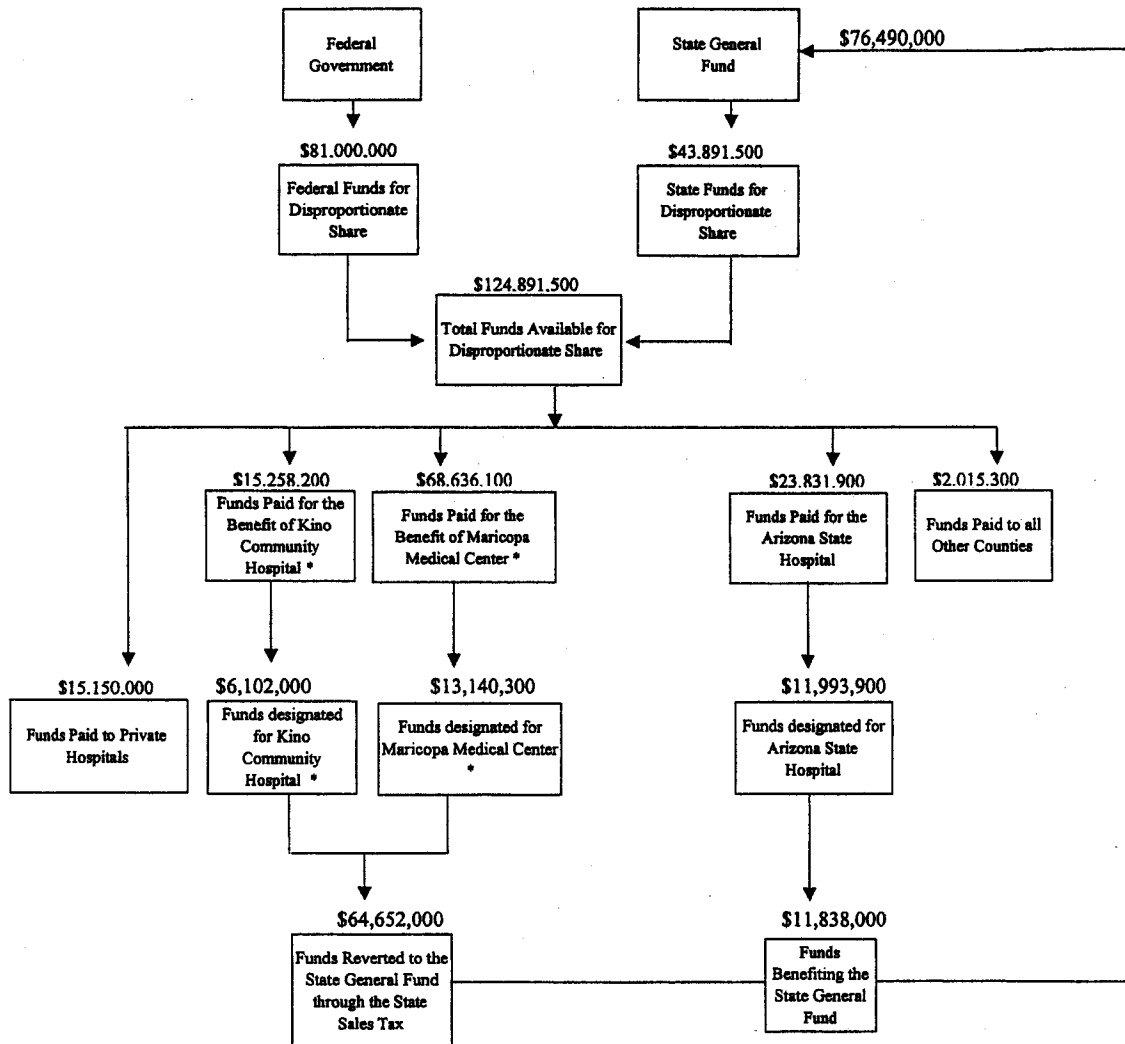 Federal
Government
State General
Fund
$76,490,000
$81.000,000
Federal Funds for
Disproportionate
Share
$43.891.500
State Funds for
Disproportionate
Share
$124.891.500
Total Funds Available for
Disproportionate Share
$15.258.200
Funds Paid for the
Benefit of Kino
Community
Hospital *
$68.636.100
Funds Paid for the
Benefit of Maricopa
Medical Center *
$23.831.900
Funds Paid for the
Arizona State
Hospital
$2.015.300
Funds Paid to all
Other Counties
$15.150.000
Funds Paid to Private
Hospitals
$6,102,000
Funds designated
for Kino
Community
Hospital *
$13,140,300
Funds designated for
Maricopa Medical Center
*
$11,993,900
Funds designated for
Arizona State
Hospital
$64,652,000
Funds Reverted to the
State General Fund
through the State
Sales Tax
$11,838,000
Funds
Benefiting the
State General
Fund